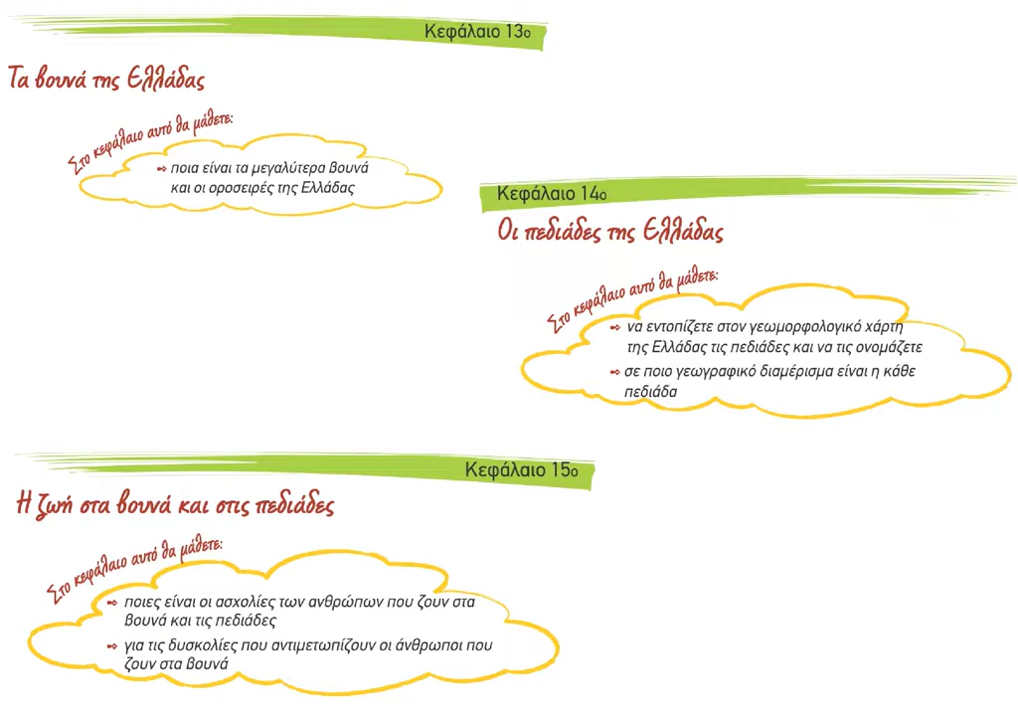 Κεφάλαιο 13ο
Τα βουνά της Ελλάδας
Στο κεφάλαιο αυτό θα μάθετε:
➻ ποια είναι τα μεγαλύτερα βουνά
και οι οροσειρές της Ελλάδας
Κεφάλαιο 14ο
Οι πεδιάδες της Ελλάδας
Στο κεφάλαιο αυτό θα μάθετε:
➻ να εντοπίζετε στον γεωμορφολογικό χάρτη
της Ελλάδας τις πεδιάδες και να τις ονομάζετε
➻ σε ποιο γεωγραφικό διαμέρισμα είναι η κάθε
πεδιάδα
Κεφάλαιο 15ο
Η ζωή στα βουνά και στις πεδιάδες
Στο κεφάλαιο αυτό θα μάθετε:
➻ ποιες είναι οι ασχολίες των ανθρώπων που ζουν στα
βουνά και τις πεδιάδες
➻ για τις δυσκολίες που αντιμετωπίζουν οι άνθρωποι που
ζουν στα βουνά